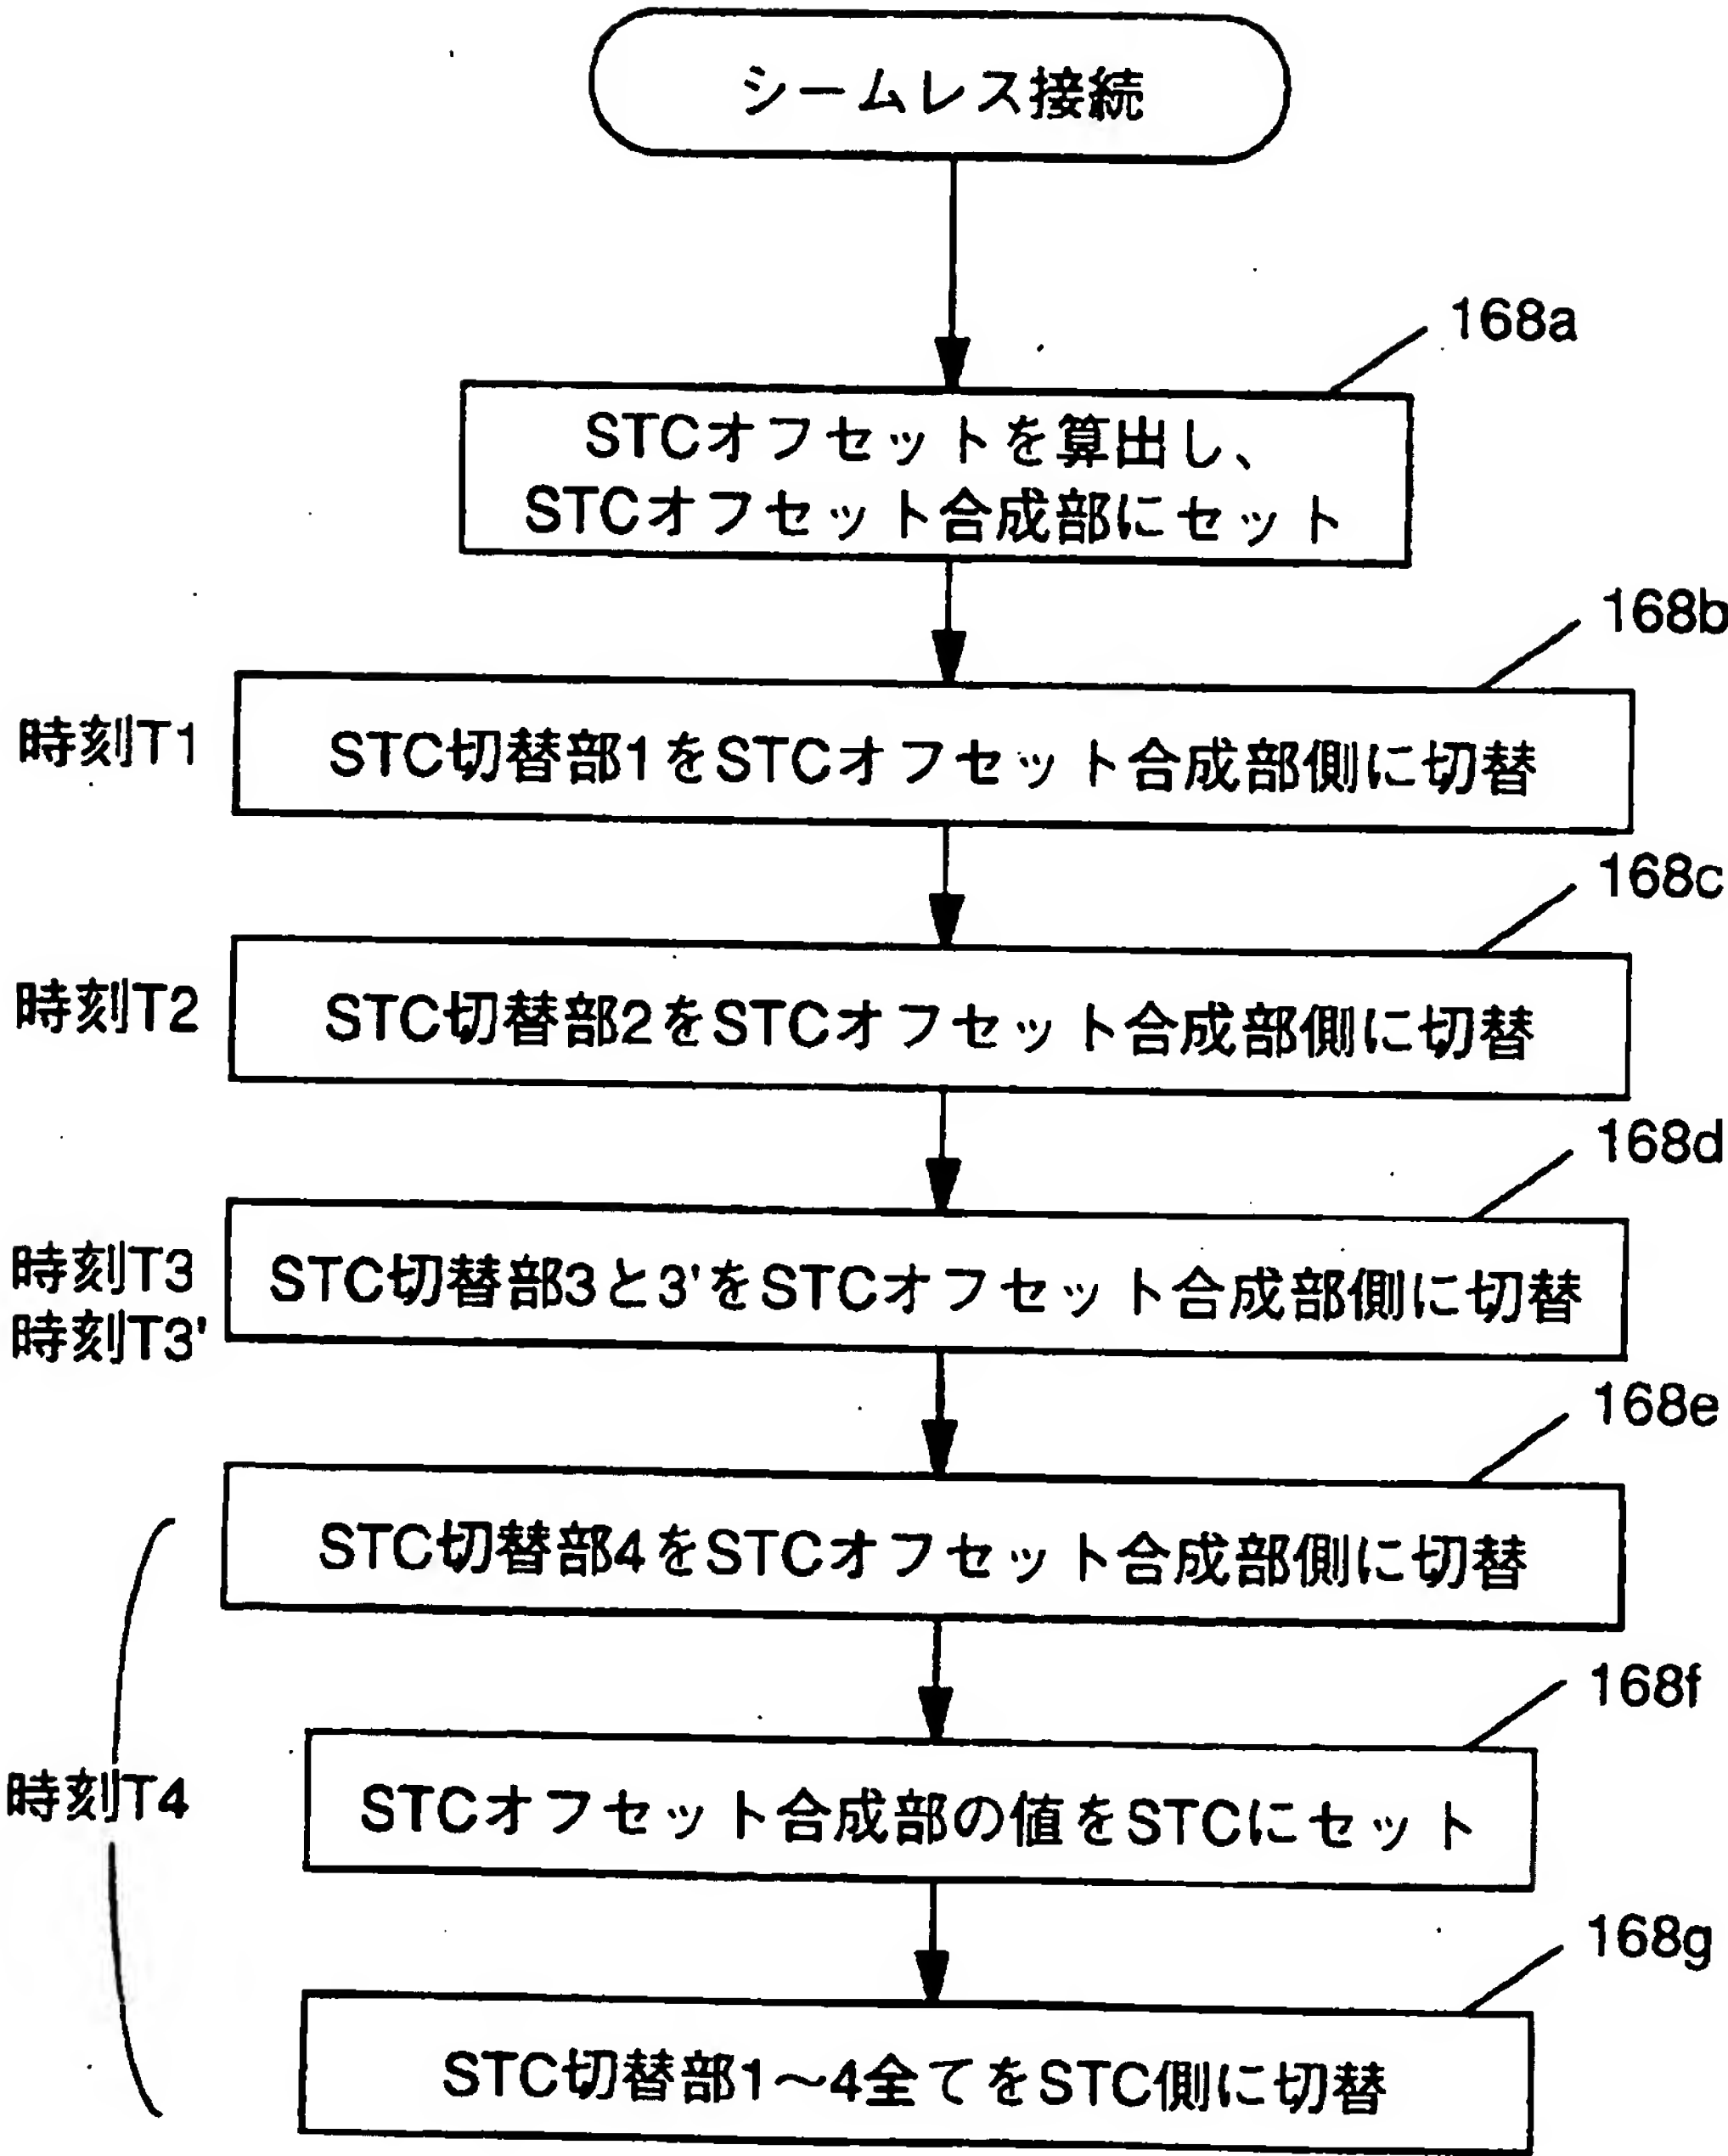 シームレス接続
168a
STCオフセットを算出し、
STCオフセット合成部にセット
168b
時刻T1
STC切替部1をSTCオフセット合成部側に切替
168c
時刻T2
STC切替部2をSTCオフセット合成部側に切替
168d
時刻T3
時刻T3'
STC切替部3と3'をSTCオフセット合成部側に切替
168e
STC切替部4をSTCオフセット合成部側に切替
168f
時刻T4
STCオフセット合成部の値をSTCにセット
168g
STC切替部1〜4全てをSTC側に切替